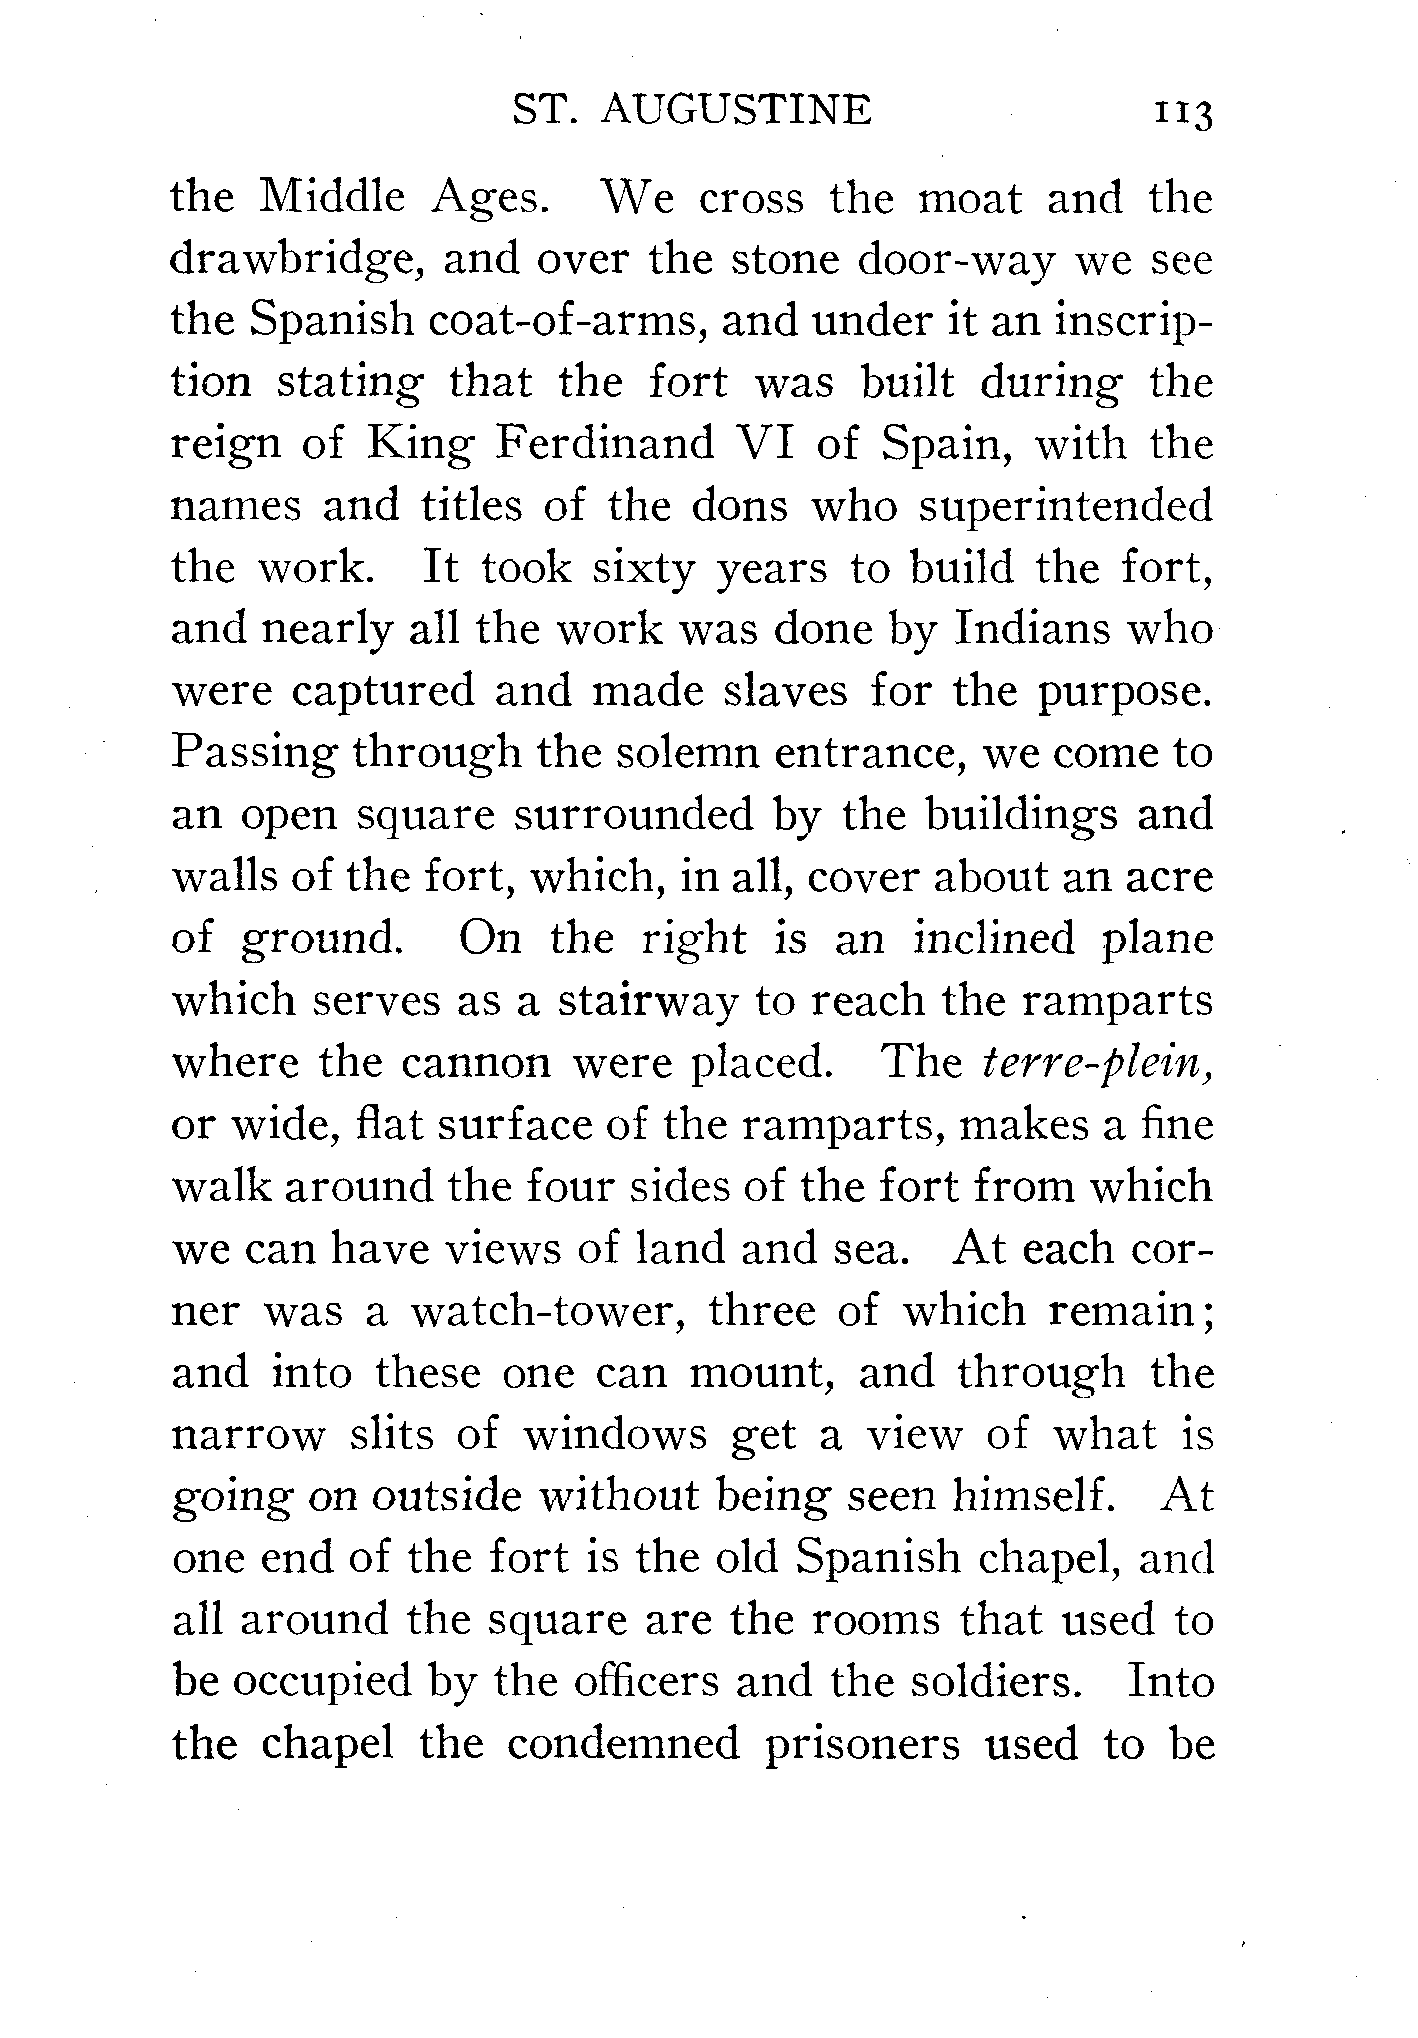 ST. AUGUSTINE 113
the Middle Ages. We cross the moat and the
drawbridge, and over the stone door-way we see
the Spanish coat-of-arms, and under it an inscrip-
tion stating that the fort was built during the
reign of King Ferdinand VI of Spain, with the
names and titles of the dons who superintended
the work. It took sixty years to build the fort,
and nearly all the work was done by Indians who
were captured and made slaves for the purpose.
Passing through the solemn entrance, we come to
an open square surrounded by the buildings and
walls of the fort, which, in all, cover about an acre
of ground. On the right is an inclined plane
which serves as a stairway to reach the ramparts
where the cannon were placed. The terre-plein,
or wide, flat surface of the ramparts, makes a fine
walk around the four sides of the fort from which
we can have views of land and sea. At each cor-
ner was a watch-tower, three of which remain;
and into these one can mount, and through the
narrow slits of windows get a view of what is
going on outside without being seen himself. At
one end of the fort is the old Spanish chapel, and
all around the square are the rooms that used to
be occupied by the officers and the soldiers. Into
the chapel the condemned prisoners used to be